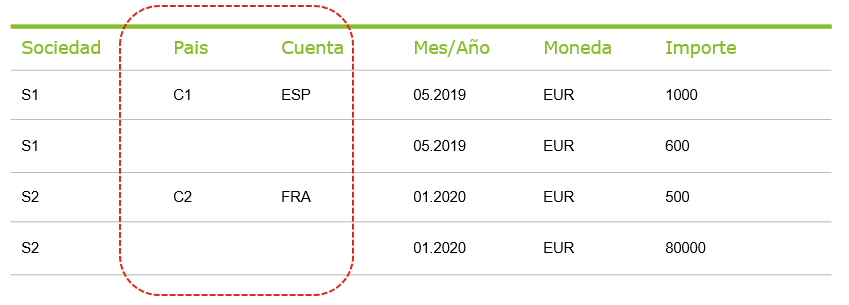 Sociedad Pais Cuenta Mes/Año Moneda Importe
S1 C1 ESP 05.2019 EUR 1000
S1 05.2019 EUR 600
S2 C2 FRA 01.2020 EUR 500
S2 01.2020 EUR 80000